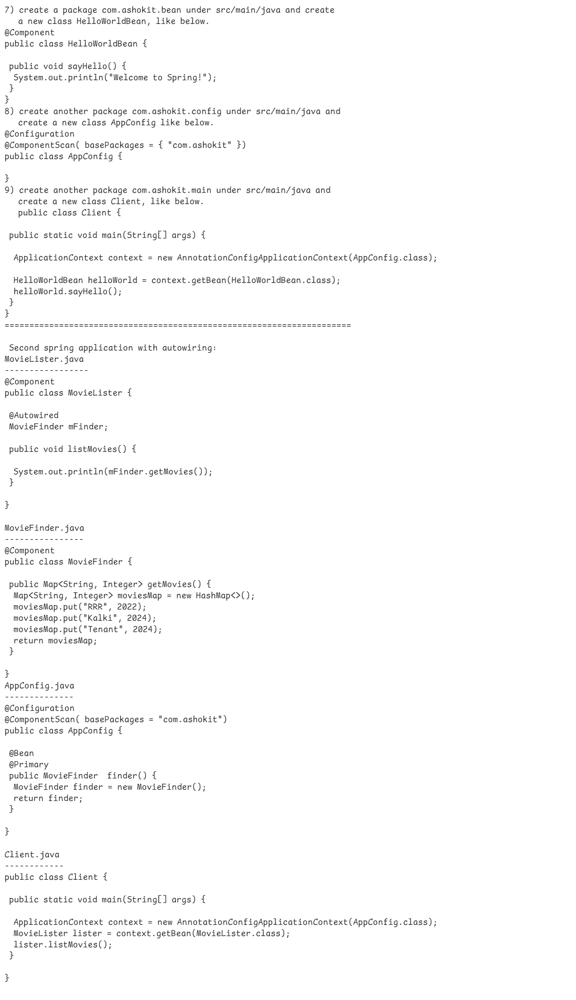 7) create a package com.ashokit.bean under src/main/java and create
   a new class HelloWorldBean, like below.
@Component
public class HelloWorldBean {

 public void sayHello() {
  System.out.println("Welcome to Spring!");
 }
}
8) create another package com.ashokit.config under src/main/java and
   create a new class AppConfig like below.
@Configuration
@ComponentScan( basePackages = { "com.ashokit" })
public class AppConfig {

}
9) create another package com.ashokit.main under src/main/java and
   create a new class Client, like below.
   public class Client {

 public static void main(String[] args) {

  ApplicationContext context = new AnnotationConfigApplicationContext(AppConfig.class);

  HelloWorldBean helloWorld = context.getBean(HelloWorldBean.class);
  helloWorld.sayHello();
 }
}
======================================================================

 Second spring application with autowiring:
MovieLister.java
-----------------
@Component
public class MovieLister {

 @Autowired
 MovieFinder mFinder;

 public void listMovies() {

  System.out.println(mFinder.getMovies());
 }

}

MovieFinder.java
----------------
@Component
public class MovieFinder {

 public Map<String, Integer> getMovies() {
  Map<String, Integer> moviesMap = new HashMap<>();
  moviesMap.put("RRR", 2022);
  moviesMap.put("Kalki", 2024);
  moviesMap.put("Tenant", 2024);
  return moviesMap;
 }

}
AppConfig.java
--------------
@Configuration
@ComponentScan( basePackages = "com.ashokit")
public class AppConfig {

 @Bean
 @Primary
 public MovieFinder  finder() {
  MovieFinder finder = new MovieFinder();
  return finder;
 }

}

Client.java
------------
public class Client {

 public static void main(String[] args) {

  ApplicationContext context = new AnnotationConfigApplicationContext(AppConfig.class);
  MovieLister lister = context.getBean(MovieLister.class);
  lister.listMovies();
 }

}